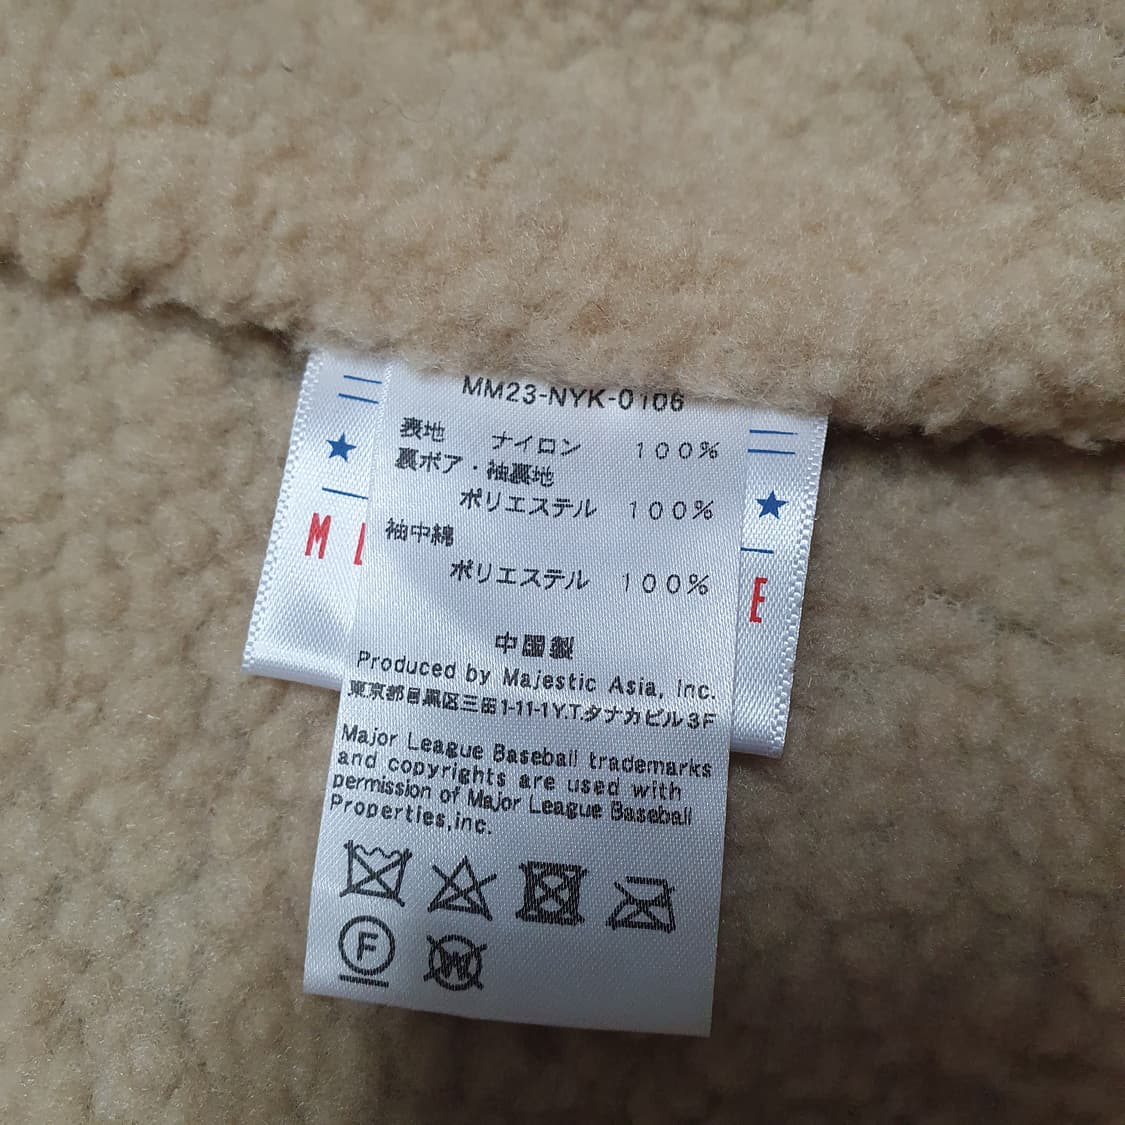 MM23-NYK-0106
表地 ナイロン 100%
裏ボア・袖裏地
ポリエステル 100%
袖中綿
ポリエステル 100%
中国製
Produced by Majestic Asia, Inc.
東京都目黒区三田1-11-1Y.T.タナカビル3F
Major League Baseball trademarks
and copyrights are used with
permission of Major League Baseball
Properties,inc.
F
W
M L
E